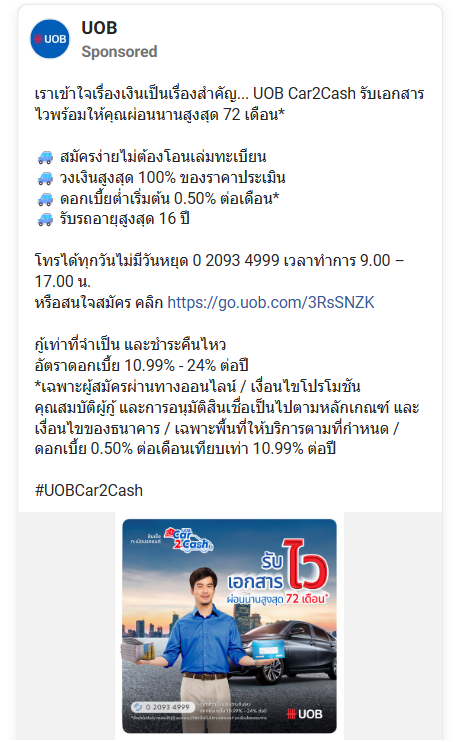 UOB
UOB
Sponsored
เราเข้าใจเรื่องเงินเป็นเรื่องสำคัญ... UOB Car2Cash รับเอกสาร
ไวพร้อมให้คุณผ่อนนานสูงสุด 72 เดือน*
🚙 สมัครง่ายไม่ต้องโอนเล่มทะเบียน
🚙 วงเงินสูงสุด 100% ของราคาประเมิน
🚙 ดอกเบี้ยต่ำเริ่มต้น 0.50% ต่อเดือน*
🚙 รับรถอายุสูงสุด 16 ปี
โทรได้ทุกวันไม่มีวันหยุด 0 2093 4999 เวลาทำการ 9.00 –
17.00 น.
หรือสนใจสมัคร คลิก https://go.uob.com/3RsSNZK
กู้เท่าที่จำเป็น และชำระคืนไหว
อัตราดอกเบี้ย 10.99% - 24% ต่อปี
*เฉพาะผู้สมัครผ่านทางออนไลน์ / เงื่อนไขโปรโมชัน
คุณสมบัติผู้กู้ และการอนุมัติสินเชื่อเป็นไปตามหลักเกณฑ์ และ
เงื่อนไขของธนาคาร / เฉพาะพื้นที่ให้บริการตามที่กำหนด /
ดอกเบี้ย 0.50% ต่อเดือนเทียบเท่า 10.99% ต่อปี
#UOBCar2Cash
สินเชื่อ
ทะเบียนรถยนต์
UOB
Car
2Cash
รับ
เอกสาร ไว
ผ่อนนานสูงสุด 72 เดือน*
0 2093 4999
UOB